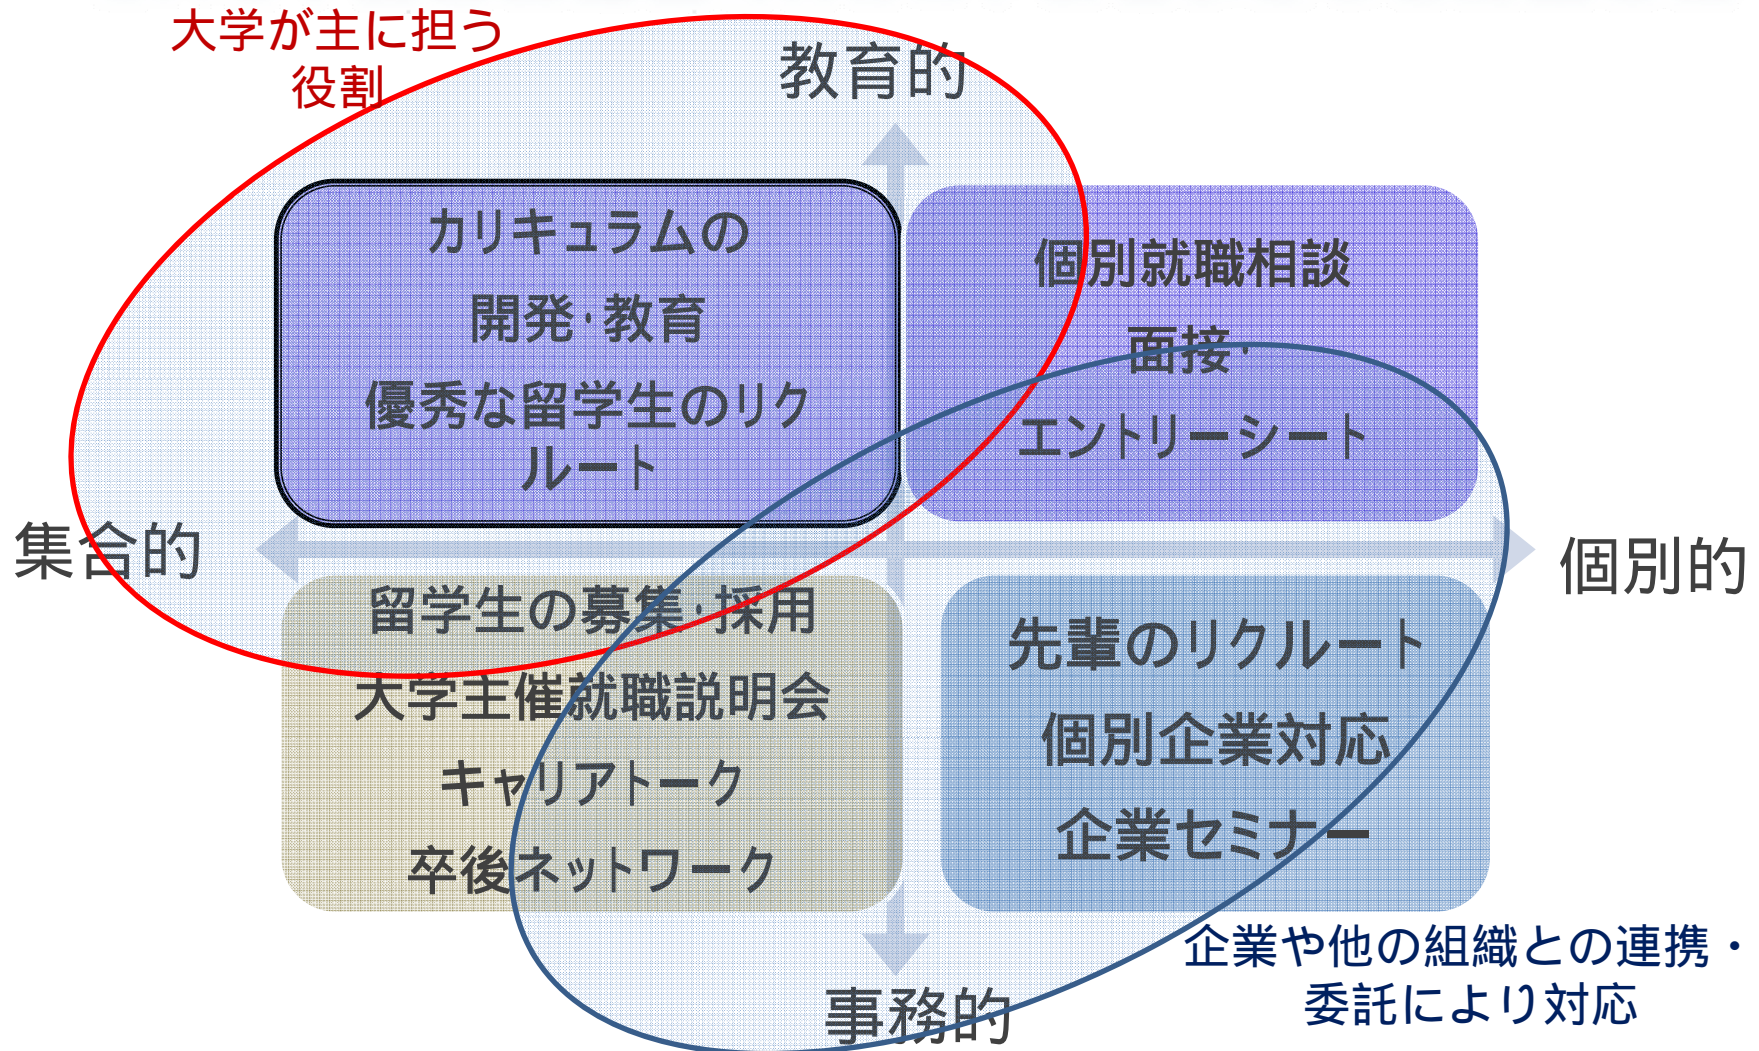 大学が主に担う
役割
教育的
カリキュラムの
開発・教育
優秀な留学生のリク
ルート
個別就職相談
面接・
エントリーシート
集合的
個別的
留学生の募集・採用
大学主催就職説明会
キャリアトーク
卒後ネットワーク
先輩のリクルート
個別企業対応
企業セミナー
企業や他の組織との連携・
委託により対応
事務的